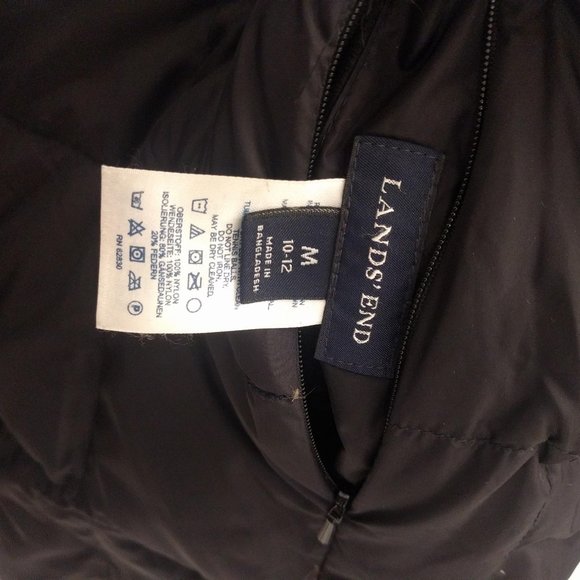 LANDS' END
M
10-12
MADE IN
BANGLADESH
DO NOT LINE DRY.
DO NOT IRON.
MAY BE DRY CLEANED.
OBERSTOFF: 100% NYLON
WENDESEITE: 100% NYLON
ISOLIERUNG: 80% GÄNSEDAUNEN
20% FEDERN
RN 62830